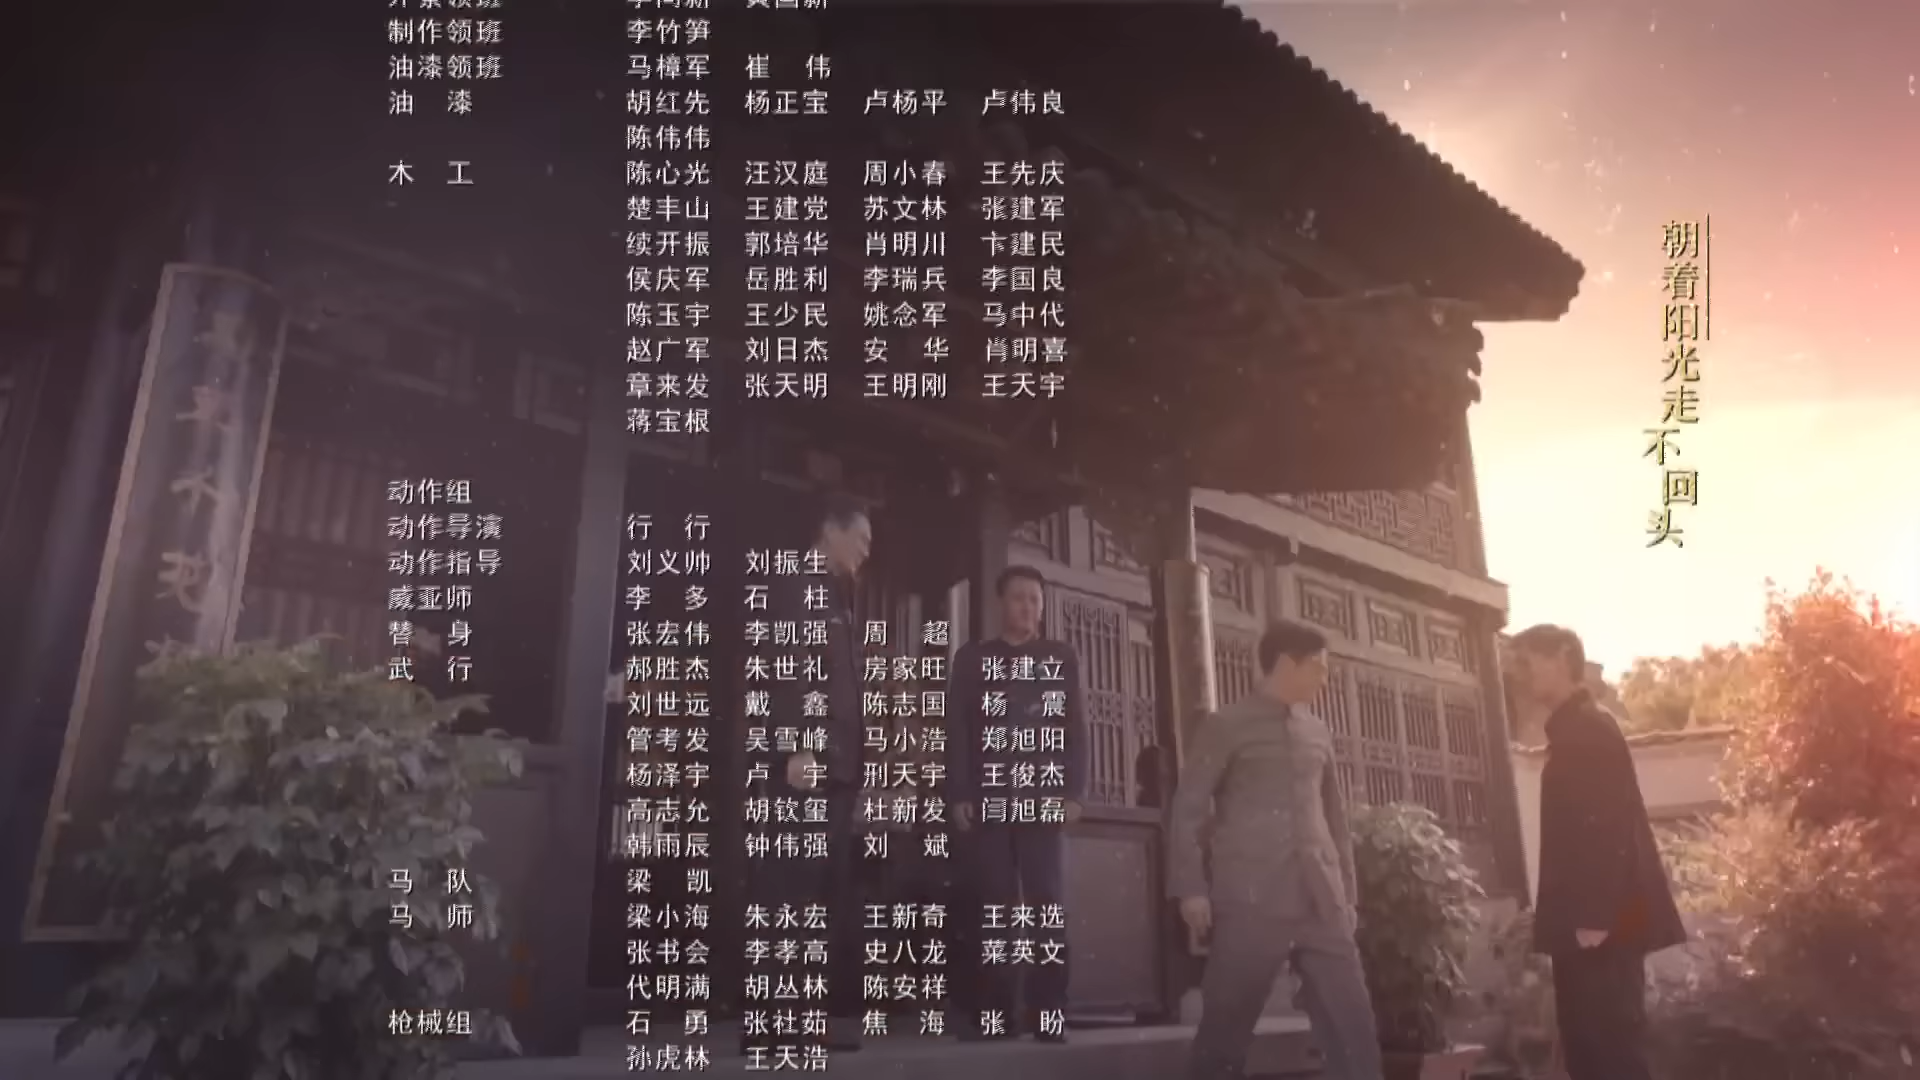 制作领班 李竹笋
油漆领班 马樟军 崔 伟
油 漆 胡红先 杨正宝 卢杨平 卢伟良
陈伟伟
木 工 陈心光 汪汉庭 周小春 王先庆
楚丰山 王建党 苏文林 张建军
续开振 郭培华 肖明川 卞建民
侯庆军 岳胜利 李瑞兵 李国良
陈玉宇 王少民 姚念军 马中代
赵广军 刘日杰 安 华 肖明喜
章来发 张天明 王明刚 王天宇
蒋宝根
动作组
动作导演 行 行
动作指导 刘义帅 刘振生
威亚师 李 多 石 柱
替 身 张宏伟 李凯强 周 超
武 行 郝胜杰 朱世礼 房家旺 张建立
刘世远 戴 鑫 陈志国 杨 震
管考发 吴雪峰 马小浩 郑旭阳
杨泽宇 卢 宇 刑天宇 王俊杰
高志允 胡钦玺 杜新发 闫旭磊
韩雨辰 钟伟强 刘 斌
马 队 梁 凯
马 师 梁小海 朱永宏 王新奇 王来选
张书会 李孝高 史八龙 菜英文
代明满 胡丛林 陈安祥
枪械组 石 勇 张社茹 焦 海 张 盼
孙虎林 王天浩
朝着阳光走不回头